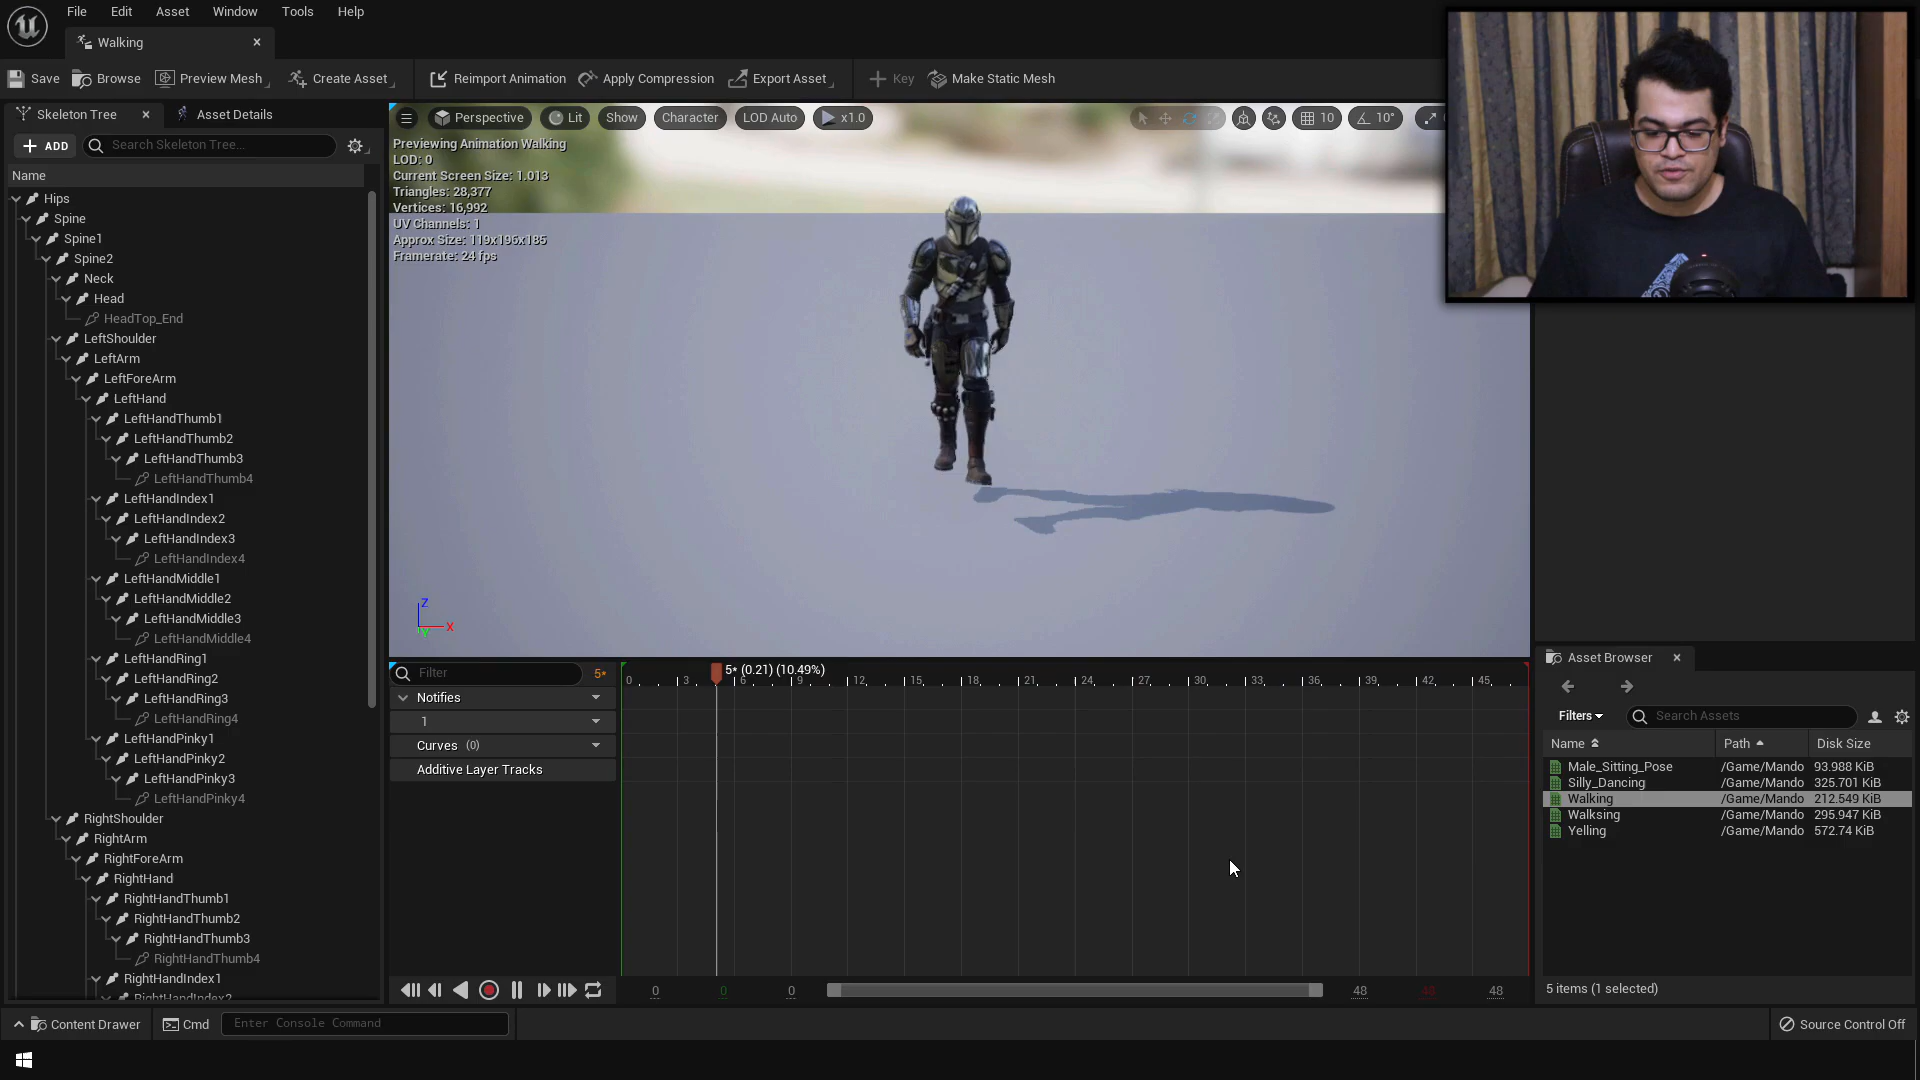 File Edit Asset Window Tools Help
Walking
Save Browse Preview Mesh Create Asset Reimport Animation Apply Compression Export Asset Key Make Static Mesh
Skeleton Tree Asset Details
ADD Search Skeleton Tree...
Name
Hips
Spine
Spine1
Spine2
Neck
Head
HeadTop_End
LeftShoulder
LeftArm
LeftForeArm
LeftHand
LeftHandThumb1
LeftHandThumb2
LeftHandThumb3
LeftHandThumb4
LeftHandIndex1
LeftHandIndex2
LeftHandIndex3
LeftHandIndex4
LeftHandMiddle1
LeftHandMiddle2
LeftHandMiddle3
LeftHandMiddle4
LeftHandRing1
LeftHandRing2
LeftHandRing3
LeftHandRing4
LeftHandPinky1
LeftHandPinky2
LeftHandPinky3
LeftHandPinky4
RightShoulder
RightArm
RightForeArm
RightHand
RightHandThumb1
RightHandThumb2
RightHandThumb3
RightHandThumb4
RightHandIndex1
RightHandIndex2
Perspective Lit Show Character LOD Auto x1.0 10 10°
Previewing Animation Walking
LOD: 0
Current Screen Size: 1.013
Triangles: 28,377
Vertices: 16,992
UV Channels: 1
Approx Size: 119x196x185
Framerate: 24 fps
Z
X
Y
Filter 5*
5* (0.21) (10.49%)
0 3 6 9 12 15 18 21 24 27 30 33 36 39 42 45
Notifies
1
Curves (0)
Additive Layer Tracks
0 0 0 48 48 48
Asset Browser
Filters Search Assets
Name Path Disk Size
Male_Sitting_Pose /Game/Mando 93.988 KiB
Silly_Dancing /Game/Mando 325.701 KiB
Walking /Game/Mando 212.549 KiB
Walksing /Game/Mando 295.947 KiB
Yelling /Game/Mando 572.74 KiB
5 items (1 selected)
Content Drawer Cmd Enter Console Command Source Control Off